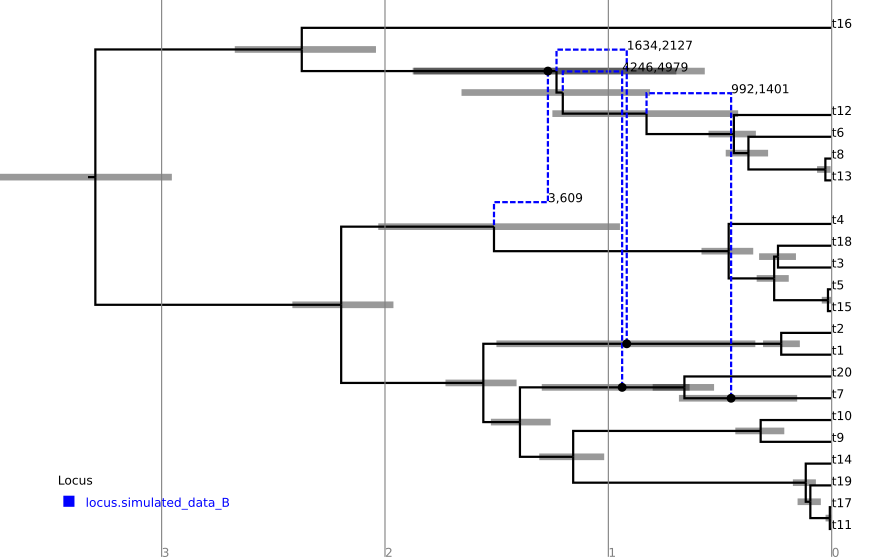 t16
1634,2127
4246,4979
992,1401
t12
t6
t8
t13
3,609
t4
t18
t3
t5
t15
t2
t1
t20
t7
t10
t9
t14
Locus
t19
locus.simulated_data_B
t17
t11
3 2 1 0